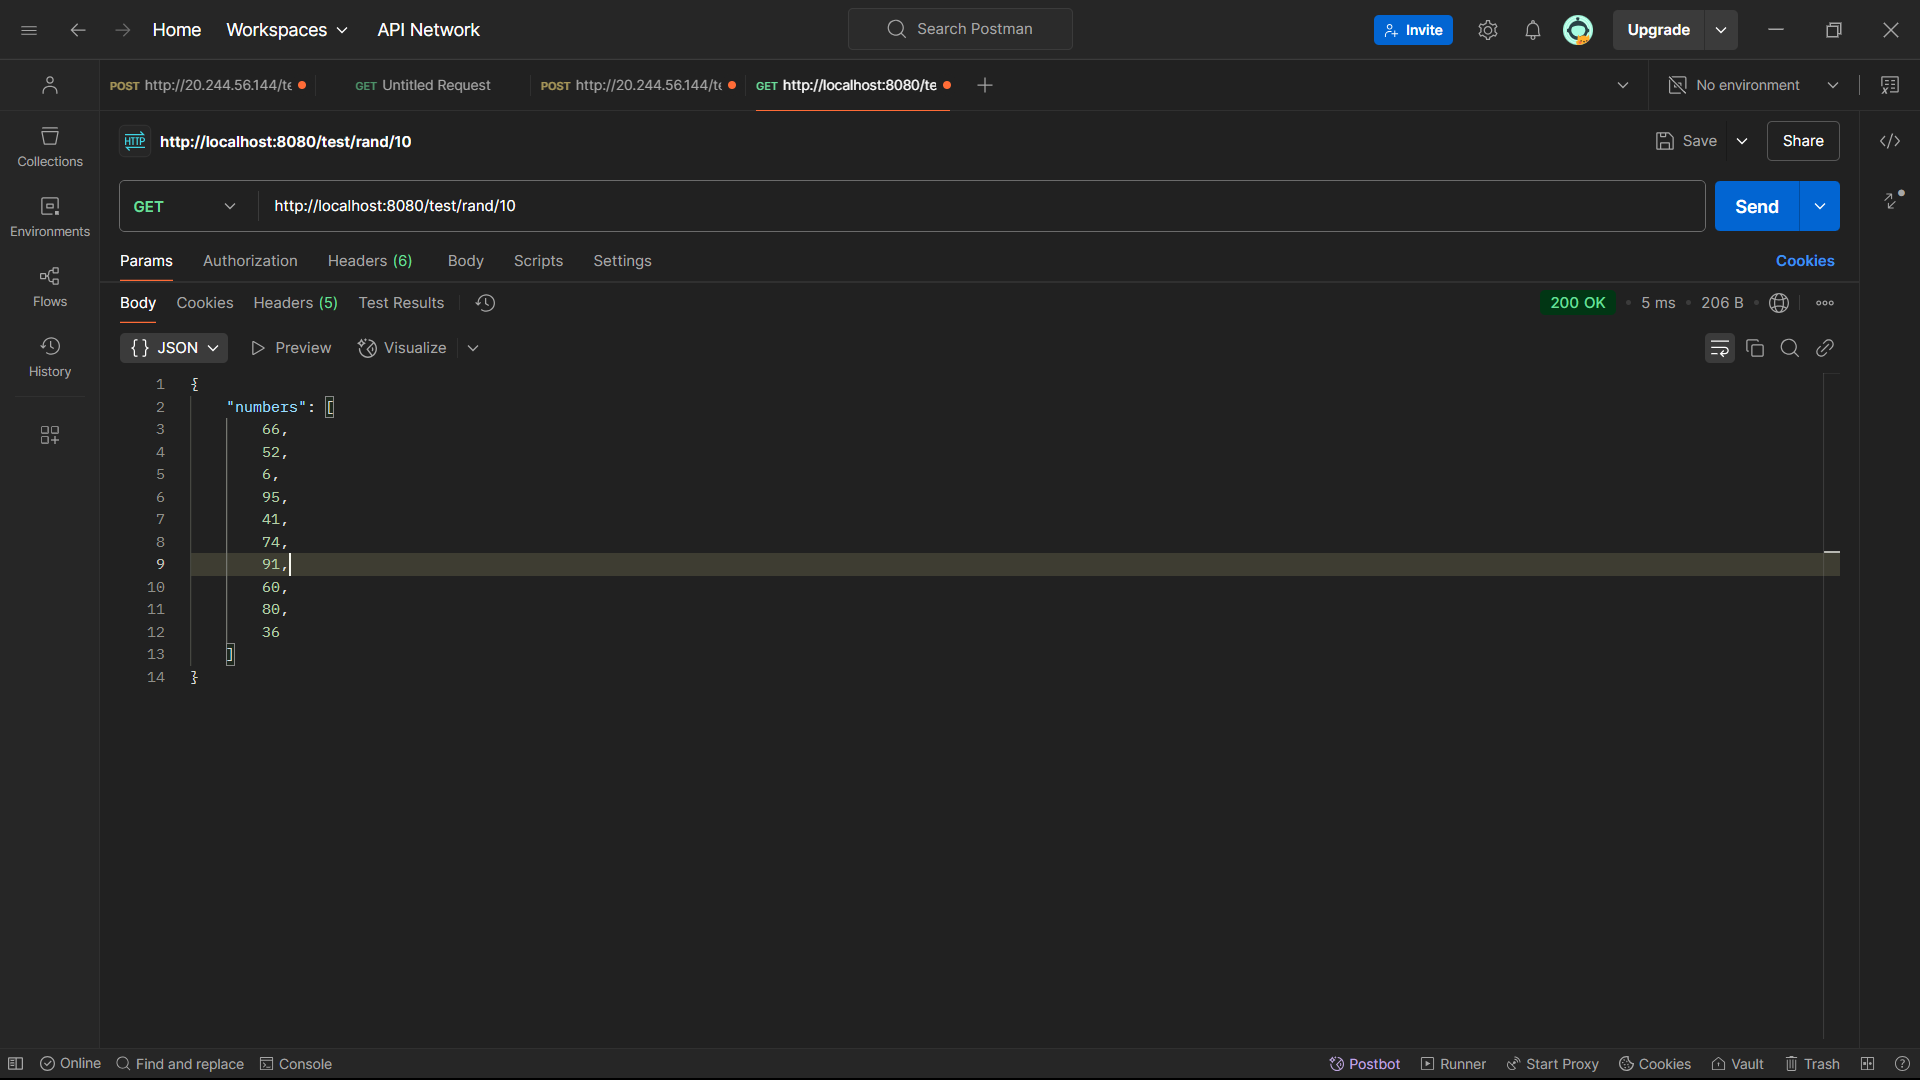 Home Workspaces API Network Search Postman Invite Upgrade
POST http://20.244.56.144/te GET Untitled Request POST http://20.244.56.144/te GET http://localhost:8080/te No environment
HTTP http://localhost:8080/test/rand/10 Save Share
Collections
GET http://localhost:8080/test/rand/10 Send
Environments
Params Authorization Headers (6) Body Scripts Settings Cookies
Flows
Body Cookies Headers (5) Test Results 200 OK • 5 ms • 206 B •
{} JSON Preview Visualize
History
1 {
2 "numbers": [
3 66,
4 52,
5 6,
6 95,
7 41,
8 74,
9 91,
10 60,
11 80,
12 36
13 ]
14 }
Online Find and replace Console Postbot Runner Start Proxy Cookies Vault Trash